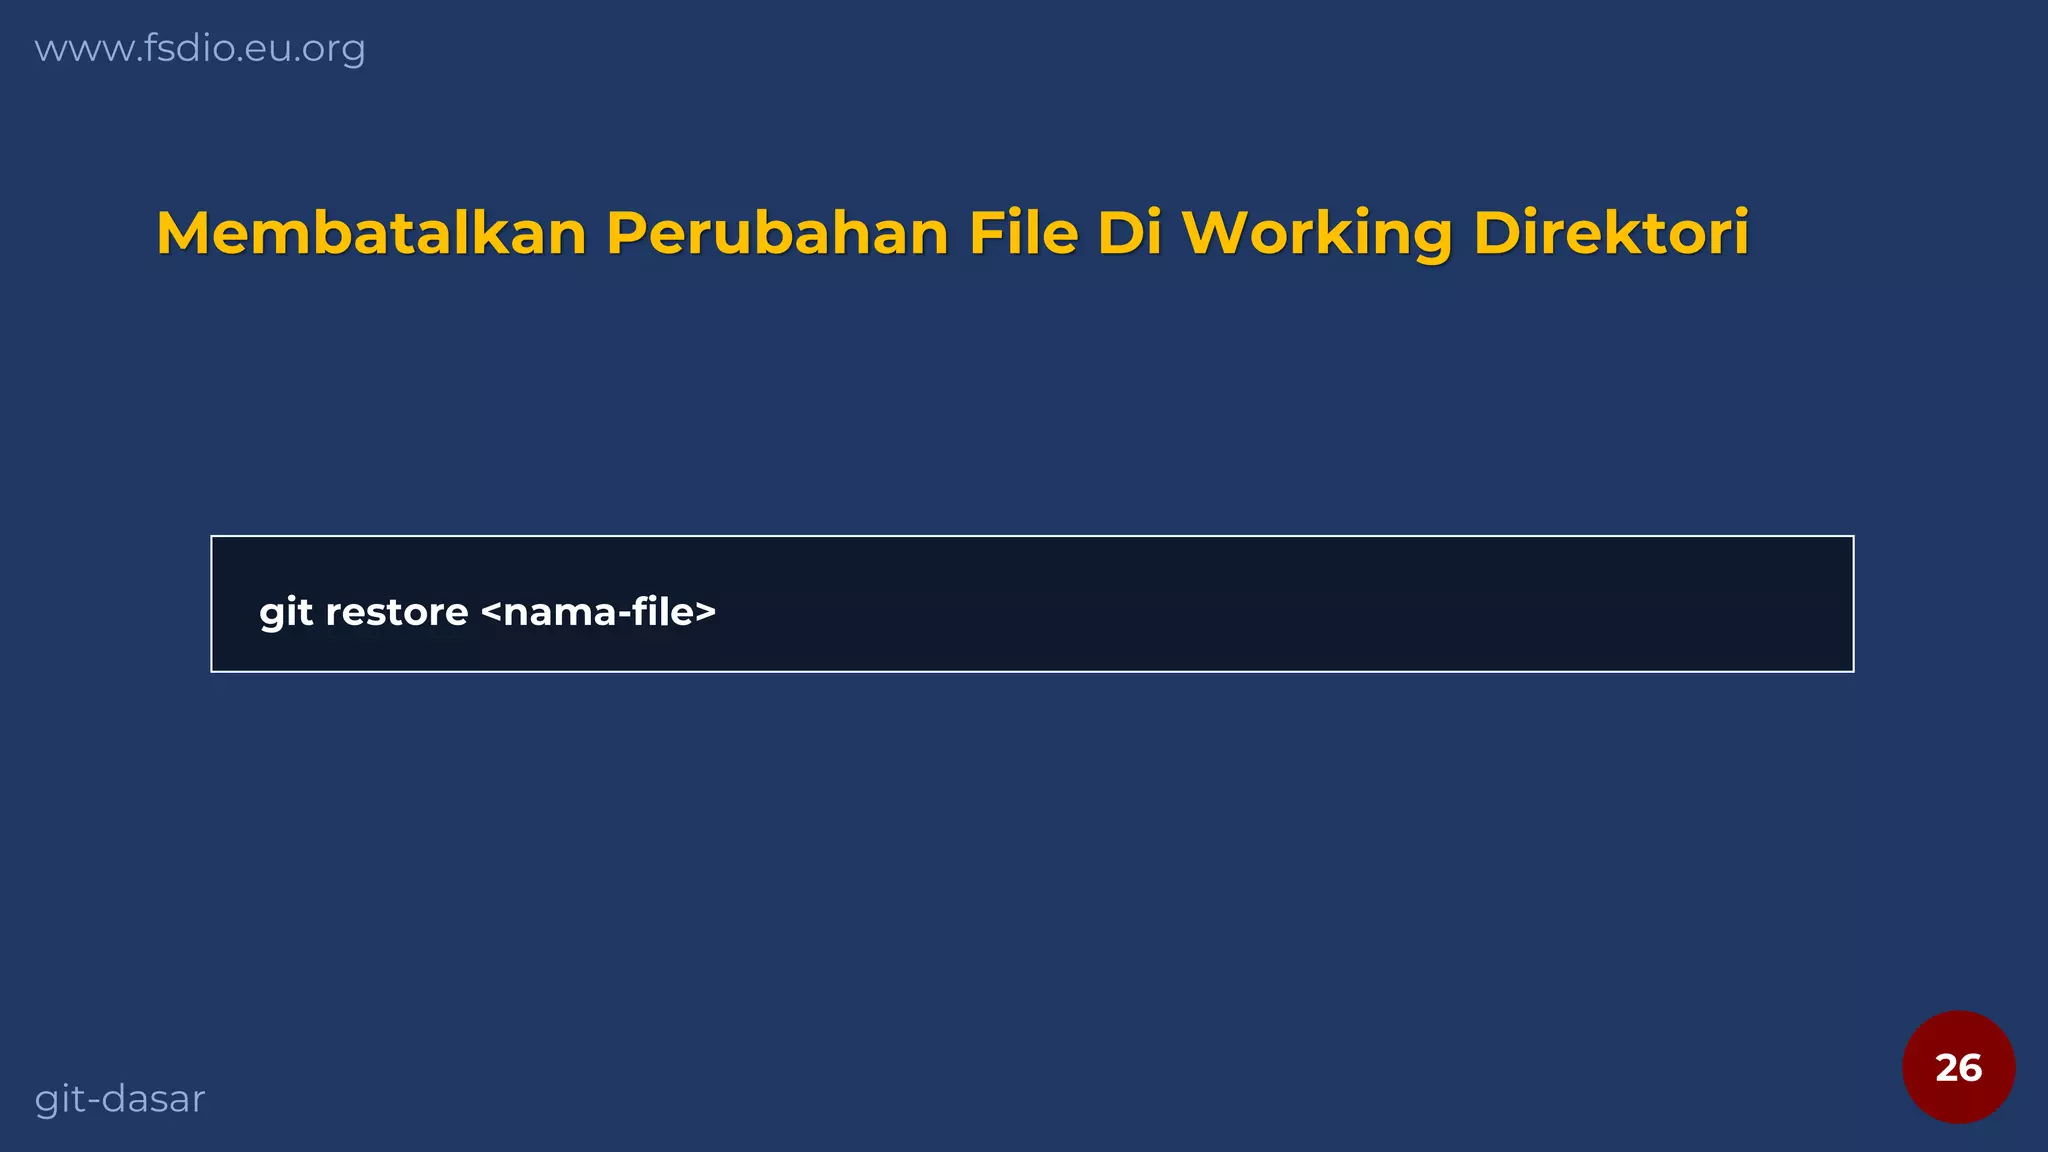 www.fsdio.eu.org
Membatalkan Perubahan File Di Working Direktori
git restore <nama-file>
26
git-dasar